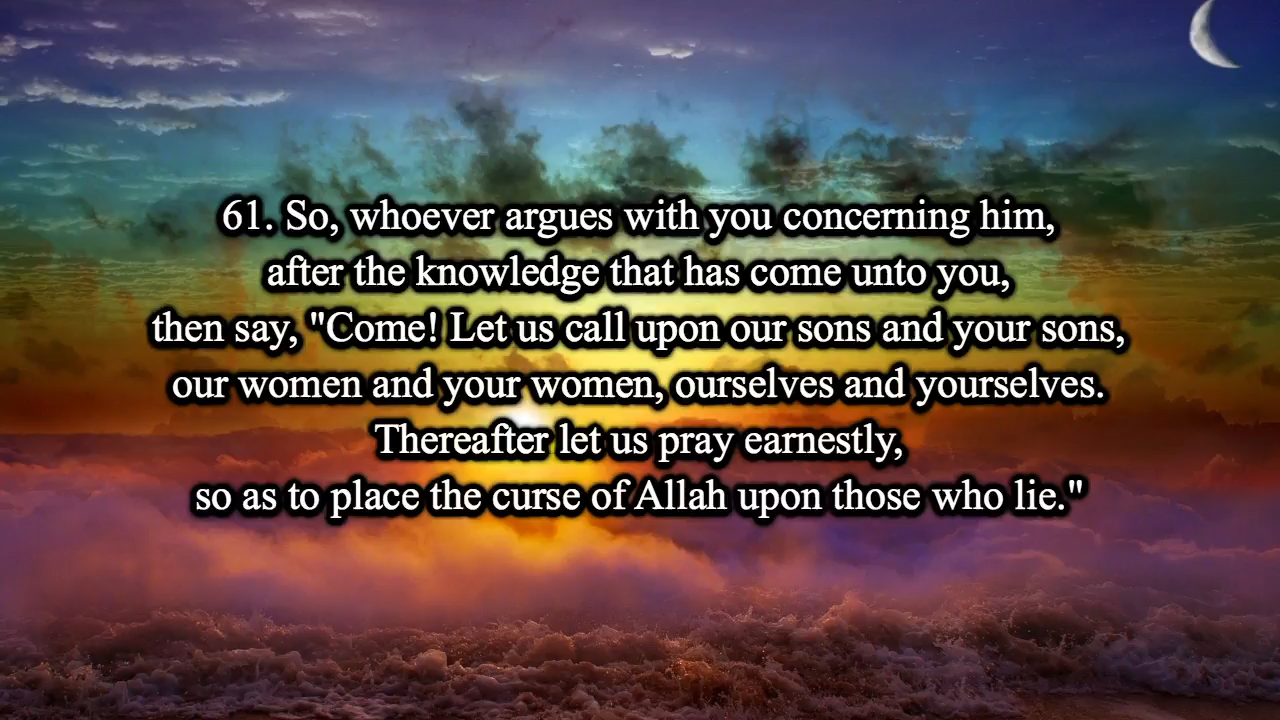 61. So, whoever argues with you concerning him,
after the knowledge that has come unto you,
then say, "Come! Let us call upon our sons and your sons,
our women and your women, ourselves and yourselves.
Thereafter let us pray earnestly,
so as to place the curse of Allah upon those who lie."